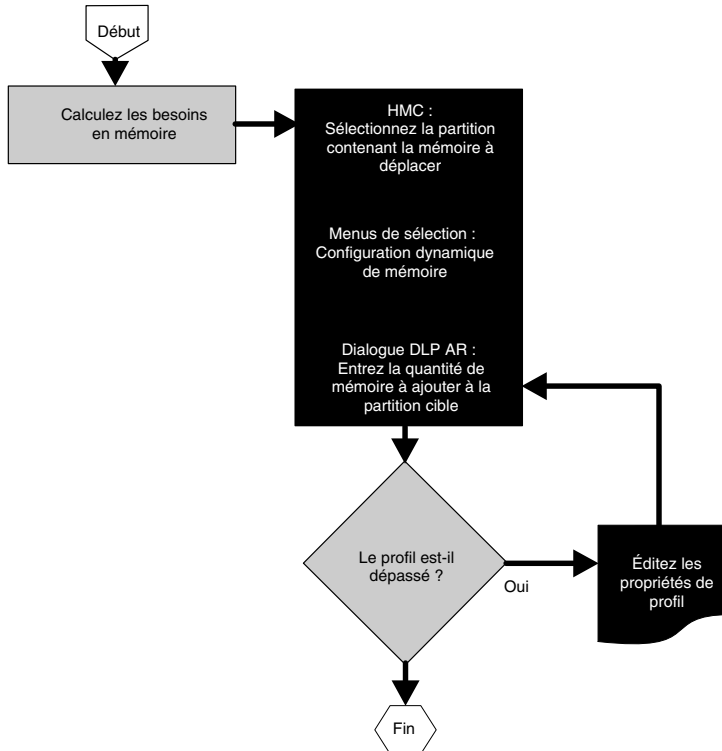 Début
Calculez les besoins
en mémoire
HMC :
Sélectionnez la partition
contenant la mémoire à
déplacer
Menus de sélection :
Configuration dynamique
de mémoire
Dialogue DLP AR :
Entrez la quantité de
mémoire à ajouter à la
partition cible
Le profil est-il
dépassé ?
Oui
Éditez les
propriétés de
profil
Fin